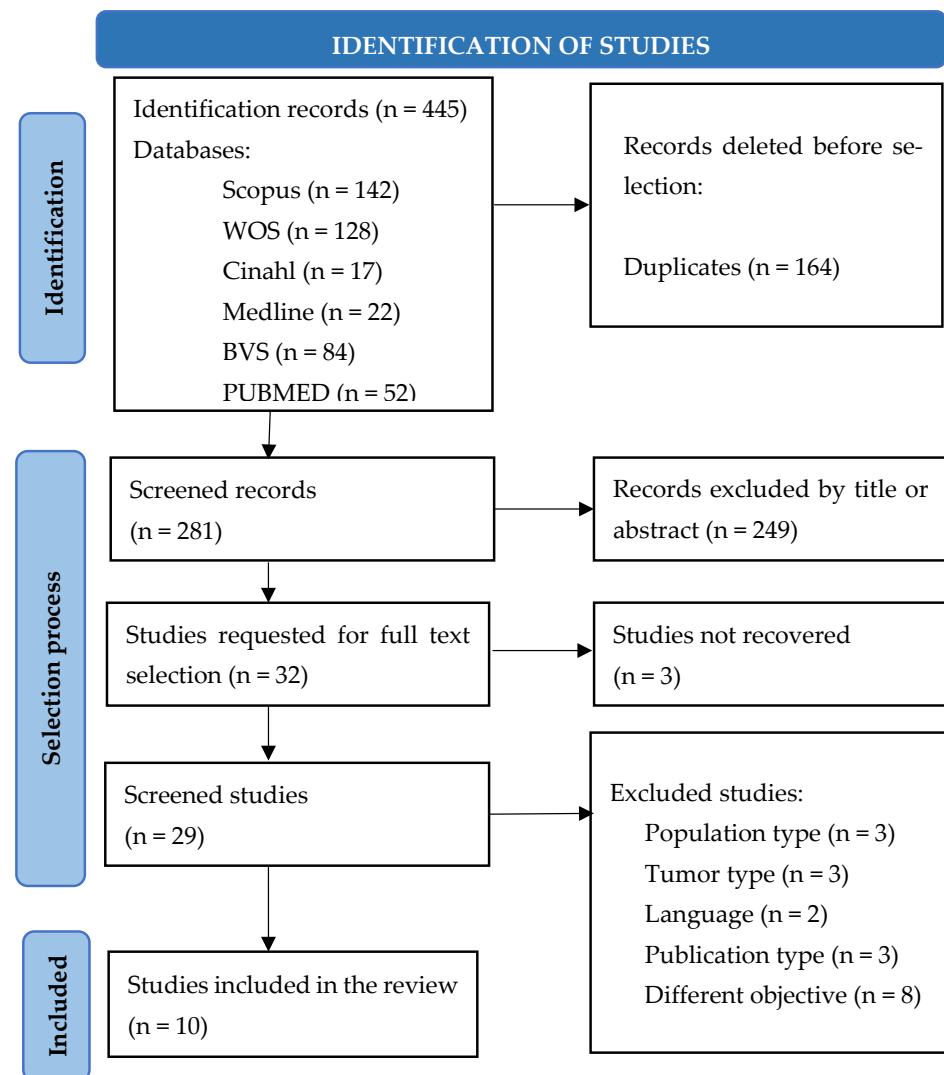 IDENTIFICATION OF STUDIES
Identification
Identification records (n = 445)
Databases:
Scopus (n = 142)
WOS (n = 128)
Cinahl (n = 17)
Medline (n = 22)
BVS (n = 84)
PUBMED (n = 52)
Records deleted before se-
lection:
Duplicates (n = 164)
Selection process
Screened records
(n = 281)
Records excluded by title or
abstract (n = 249)
Studies requested for full text
selection (n = 32)
Studies not recovered
(n = 3)
Screened studies
(n = 29)
Excluded studies:
Population type (n = 3)
Tumor type (n = 3)
Language (n = 2)
Publication type (n = 3)
Different objective (n = 8)
Included
Studies included in the review
(n = 10)